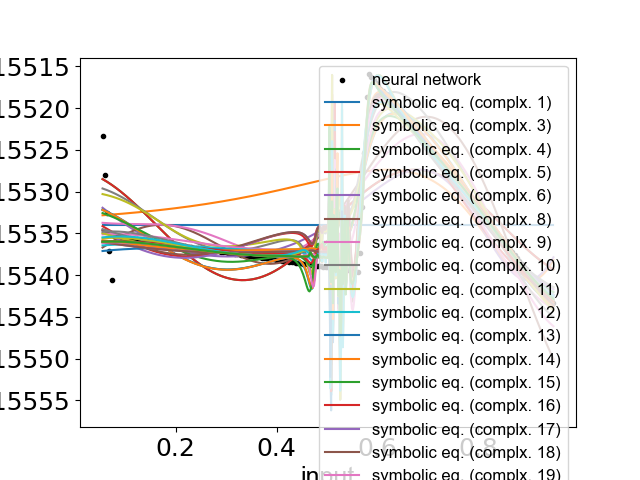 15515
15520
15525
15530
15535
15540
15545
15550
15555
neural network
symbolic eq. (complx. 1)
symbolic eq. (complx. 3)
symbolic eq. (complx. 4)
symbolic eq. (complx. 5)
symbolic eq. (complx. 6)
symbolic eq. (complx. 8)
symbolic eq. (complx. 9)
symbolic eq. (complx. 10)
symbolic eq. (complx. 11)
symbolic eq. (complx. 12)
symbolic eq. (complx. 13)
symbolic eq. (complx. 14)
symbolic eq. (complx. 15)
symbolic eq. (complx. 16)
symbolic eq. (complx. 17)
symbolic eq. (complx. 18)
symbolic eq. (complx. 19)
0.2 0.4 0.6 0.8
input